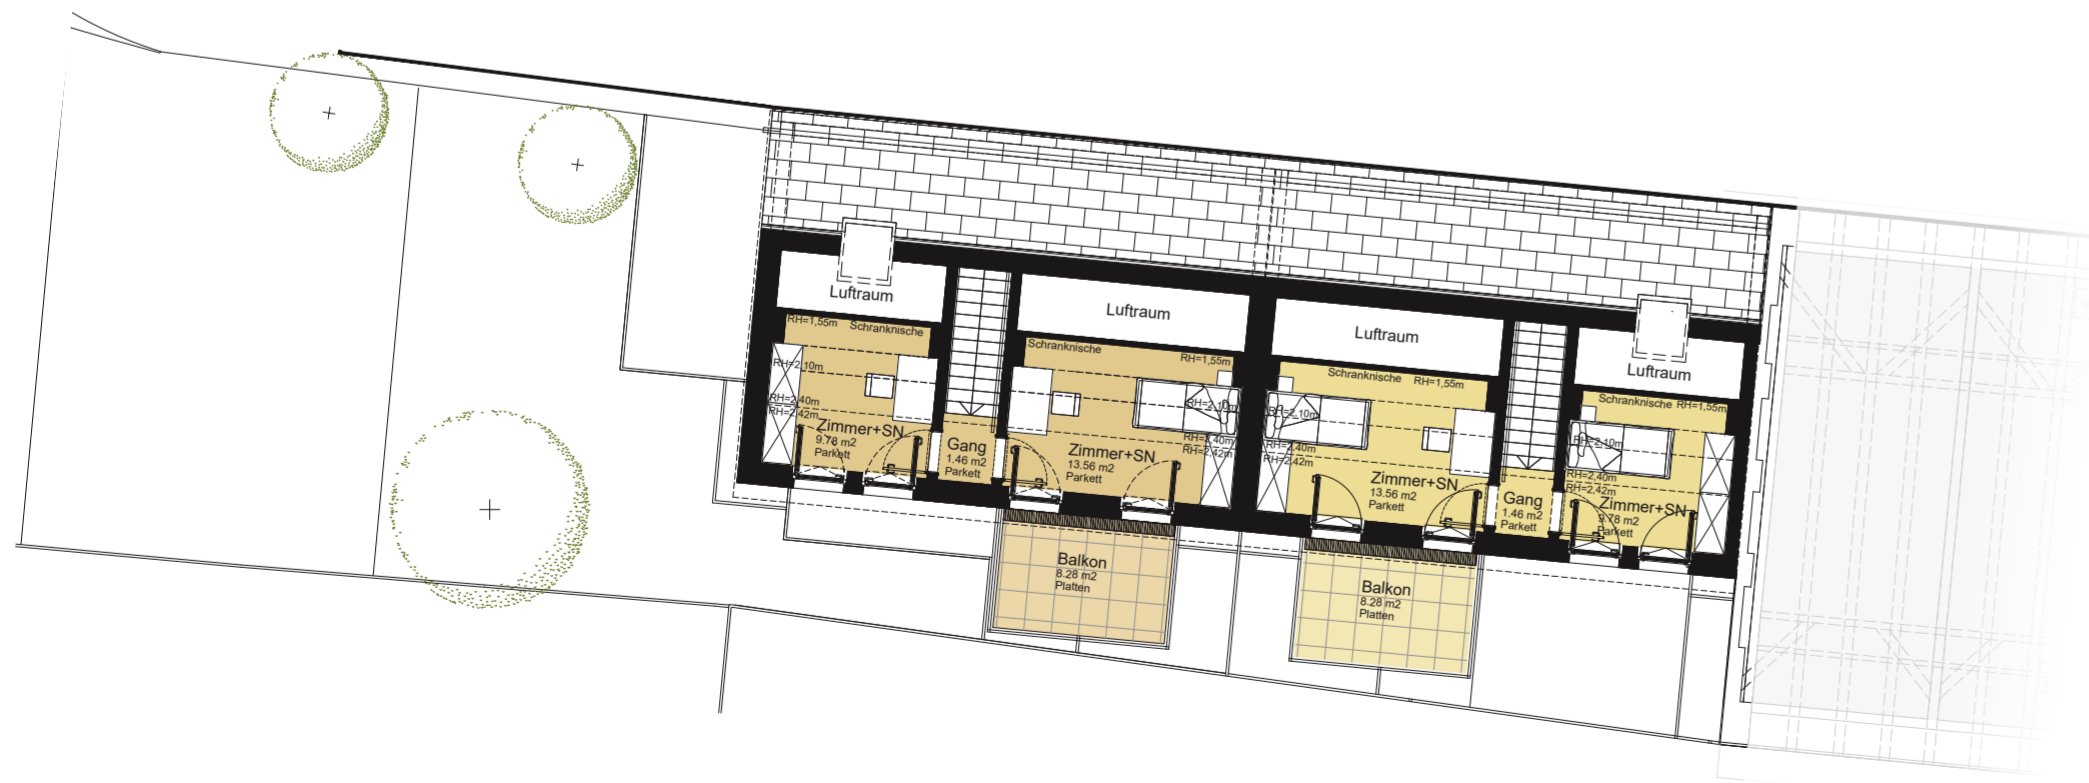 Luftraum
RH=1,55m
Schranknische
RH=2,10m
RH=2,40m
RH=2,42m
Zimmer+SN
9.78 m2
Parkett
Gang
1.46 m2
Parkett
Luftraum
Schranknische
RH=1,55m
RH=2,10m
RH=2,40m
RH=2,42m
Zimmer+SN
13.56 m2
Parkett
Balkon
8.28 m2
Platten
Luftraum
Schranknische
RH=1,55m
RH=2,10m
RH=2,40m
RH=2,42m
Zimmer+SN
13.56 m2
Parkett
Balkon
8.28 m2
Platten
Gang
1.46 m2
Parkett
Luftraum
Schranknische
RH=1,55m
RH=2,10m
RH=2,40m
RH=2,42m
Zimmer+SN
9.78 m2
Parkett